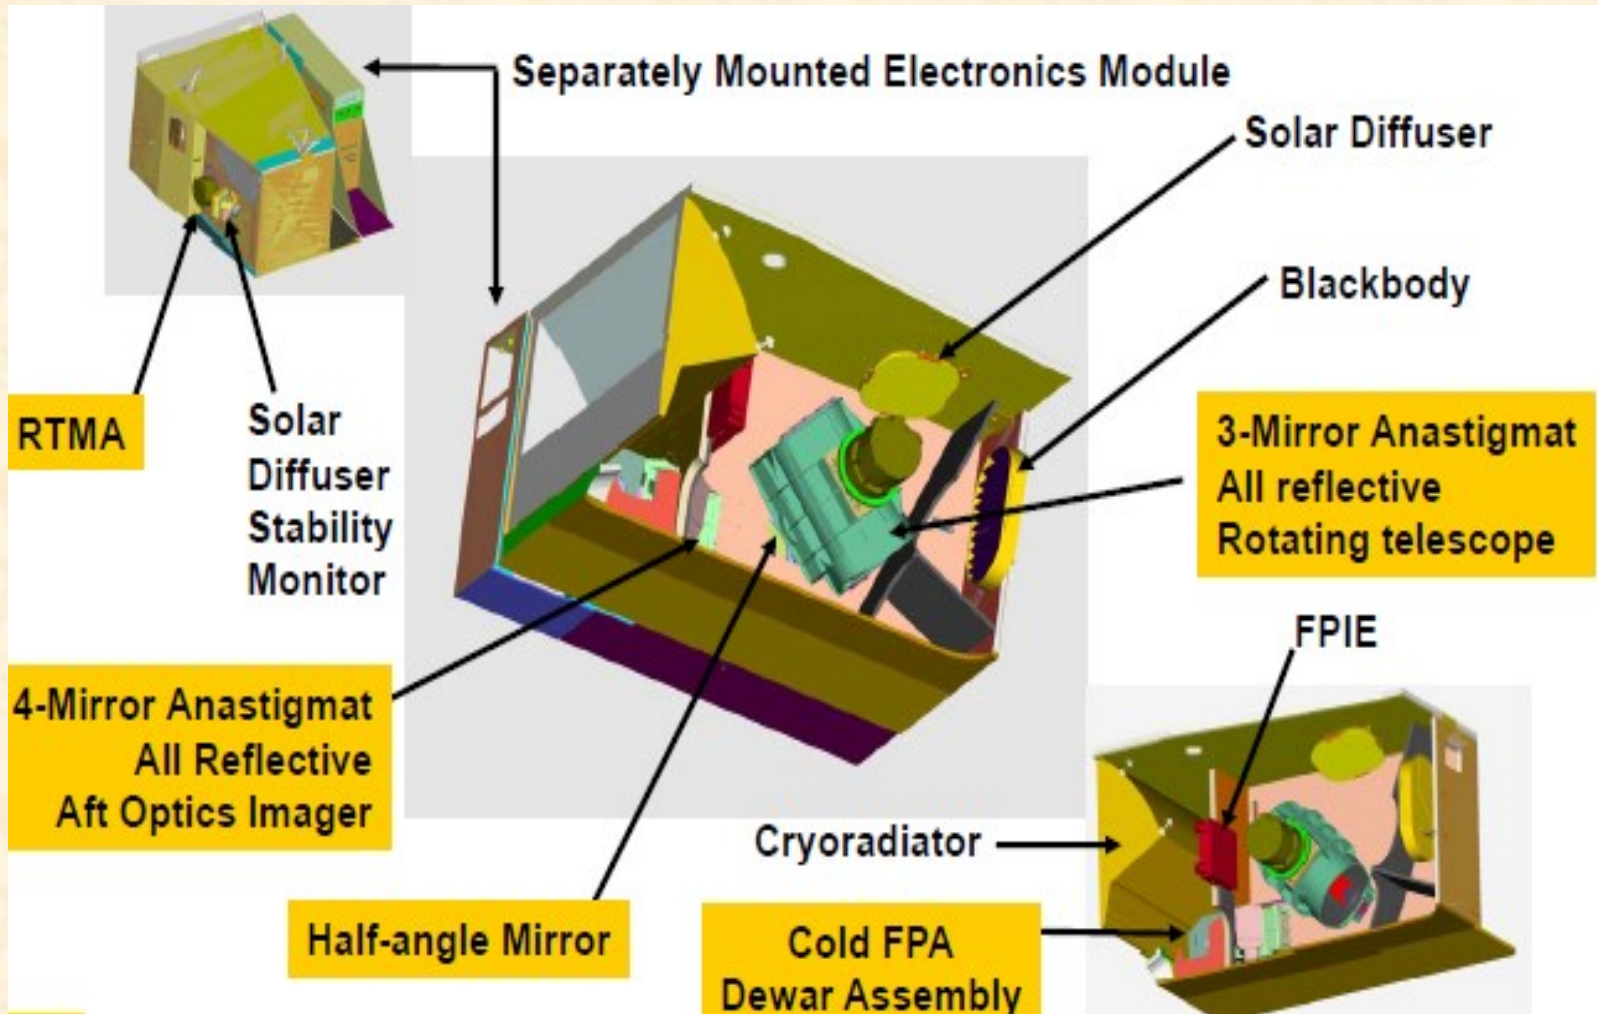 Separately Mounted Electronics Module
Solar Diffuser
Blackbody
RTMA
Solar
Diffuser
Stability
Monitor
3-Mirror Anastigmat
All reflective
Rotating telescope
FPIE
4-Mirror Anastigmat
All Reflective
Aft Optics Imager
Cryoradiator
Half-angle Mirror
Cold FPA
Dewar Assembly